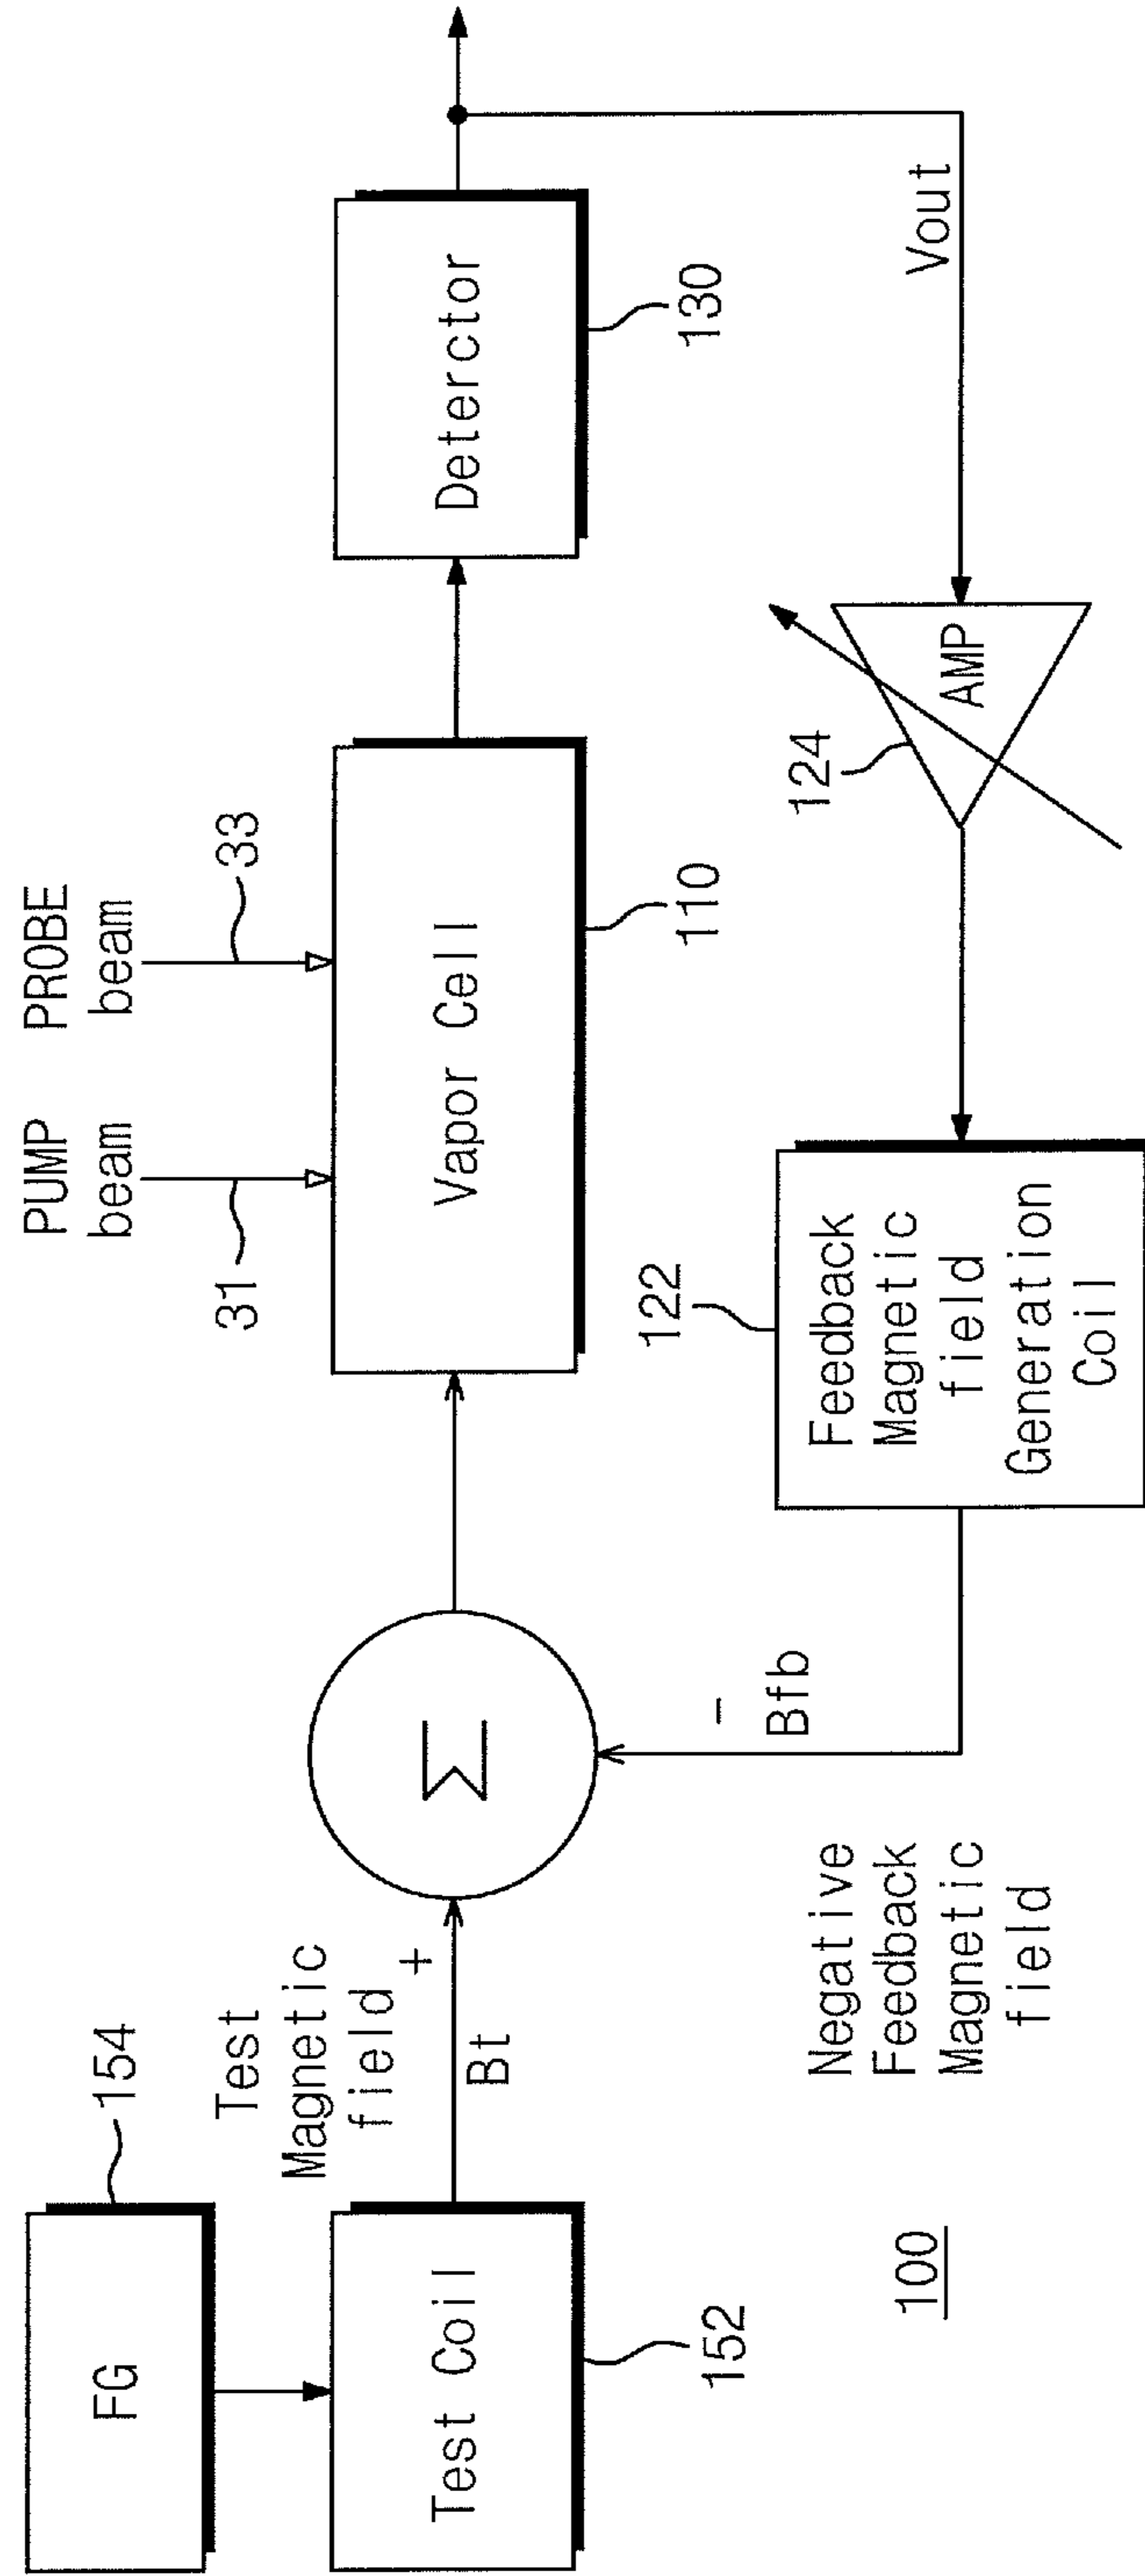 FG
154
Test Coil
152
Test
Magnetic
field
+
Bt
Σ
PUMP
beam
31
PROBE
beam
33
Vapor Cell
110
Deterctor
130
Vout
AMP
124
Feedback
Magnetic
field
Generation
Coil
122
-
Bfb
Negative
Feedback
Magnetic
field
100